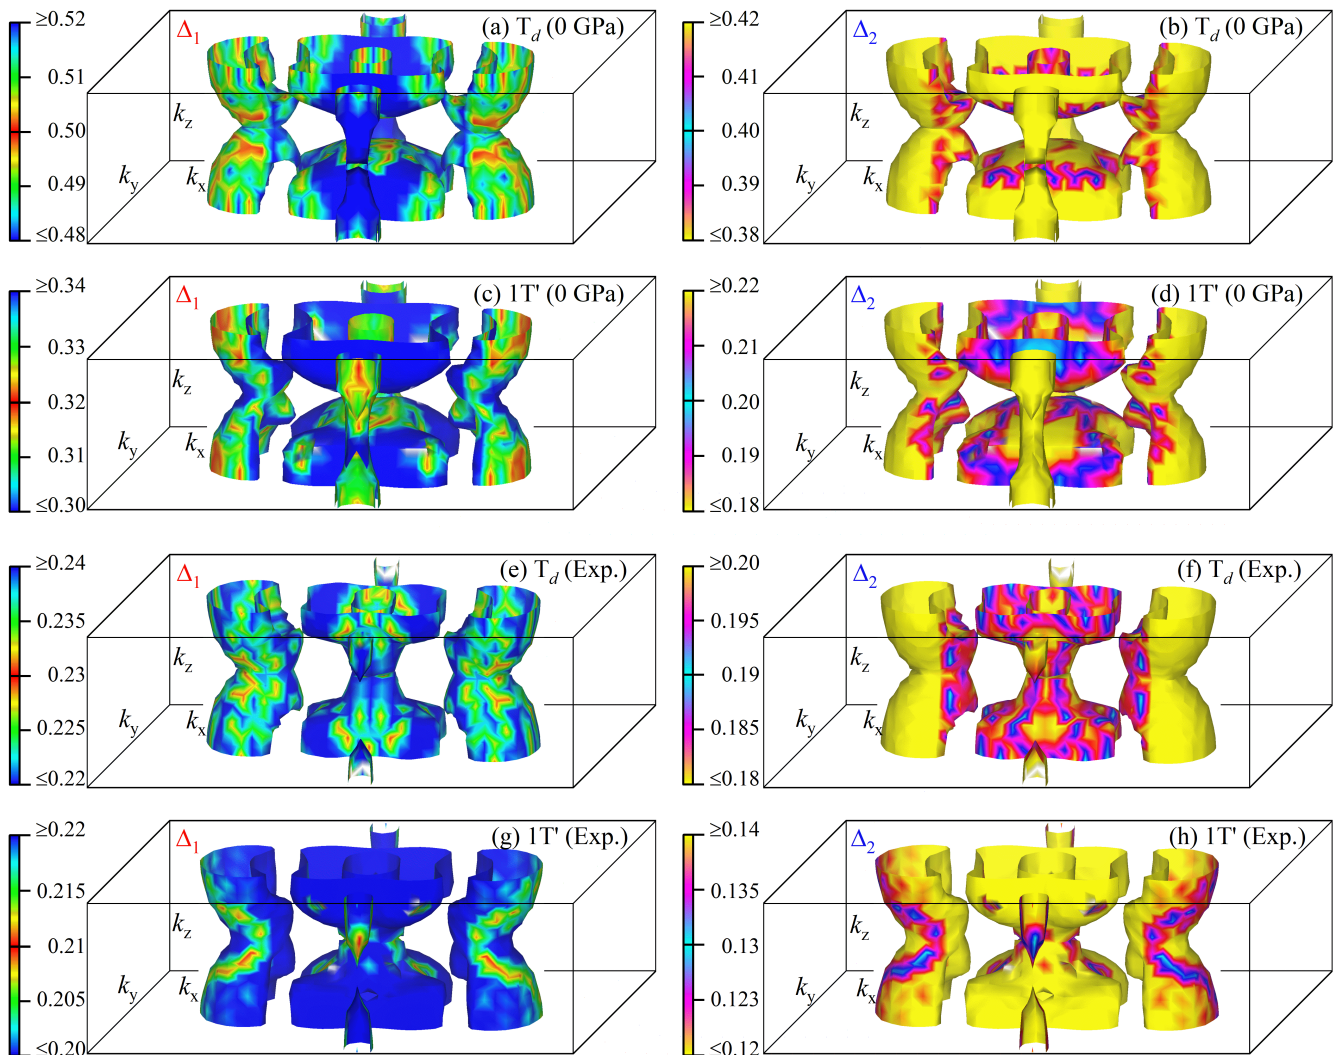 ≥0.52
0.51
0.50
0.49
≤0.48
Δ1
(a) Td (0 GPa)
kz
ky
kx
≥0.42
0.41
0.40
0.39
≤0.38
Δ2
(b) Td (0 GPa)
kz
ky
kx
≥0.34
0.33
0.32
0.31
≤0.30
Δ1
(c) 1T' (0 GPa)
kz
ky
kx
≥0.22
0.21
0.20
0.19
≤0.18
Δ2
(d) 1T' (0 GPa)
kz
ky
kx
≥0.24
0.235
0.23
0.225
≤0.22
Δ1
(e) Td (Exp.)
kz
ky
kx
≥0.20
0.195
0.19
0.185
≤0.18
Δ2
(f) Td (Exp.)
kz
ky
kx
≥0.22
0.215
0.21
0.205
≤0.20
Δ1
(g) 1T' (Exp.)
kz
ky
kx
≥0.14
0.135
0.13
0.123
≤0.12
Δ2
(h) 1T' (Exp.)
kz
ky
kx